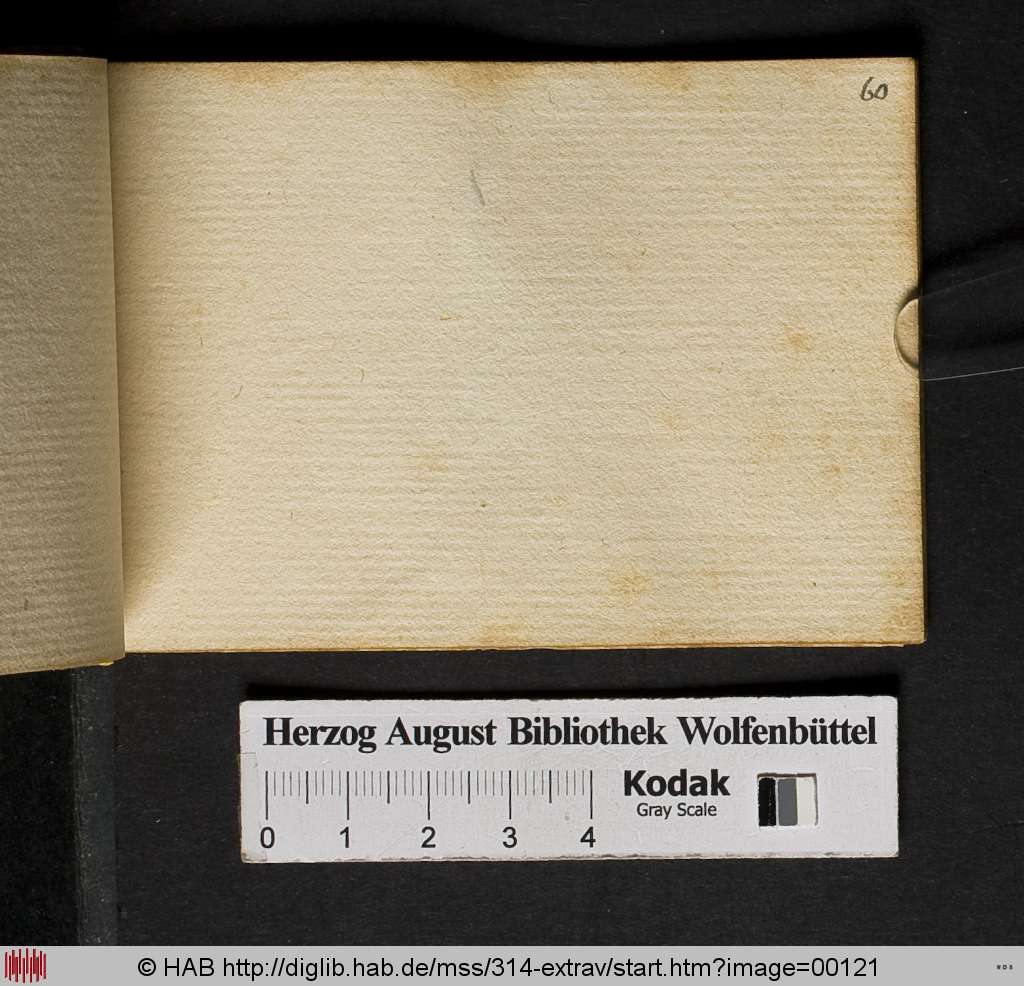 60
Herzog August Bibliothek Wolfenbüttel
Kodak
Gray Scale
0 1 2 3 4
© HAB http://diglib.hab.de/mss/314-extrav/start.htm?image=00121
WDB